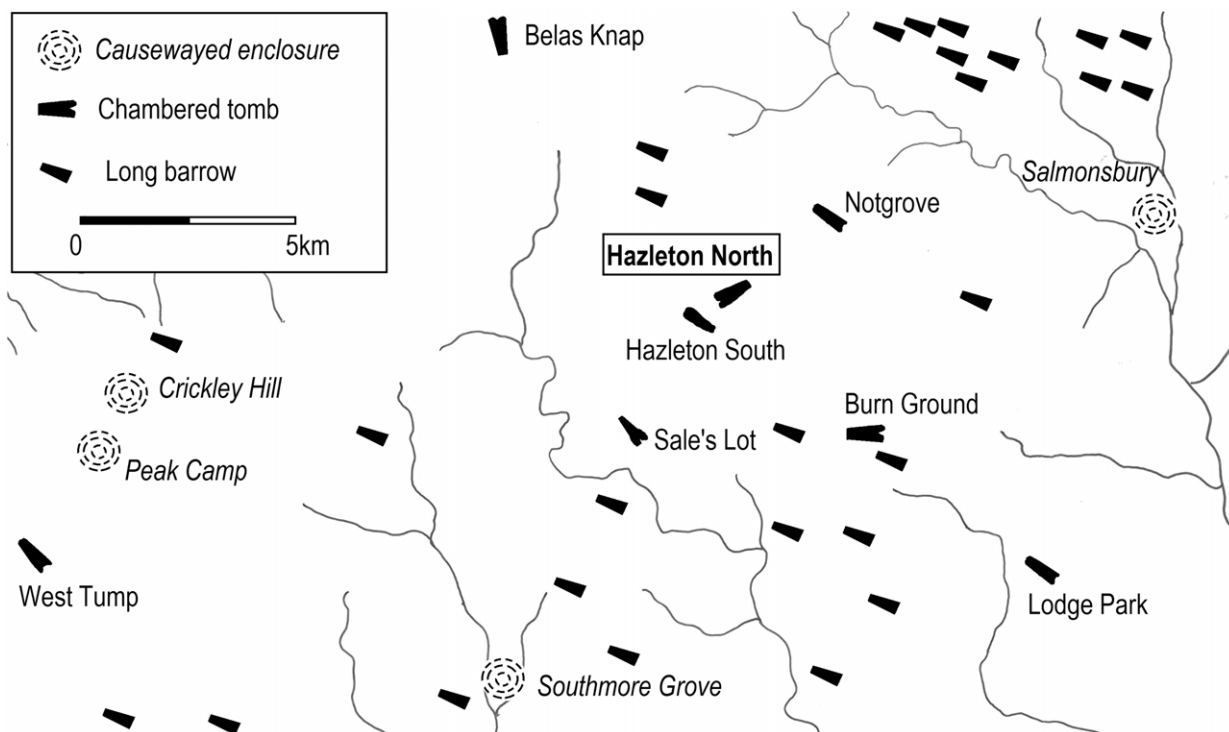 Causewayed enclosure
Chambered tomb
Long barrow
0 5km
Belas Knap
Salmonsbury
Notgrove
Hazleton North
Hazleton South
Crickley Hill
Burn Ground
Sale's Lot
Peak Camp
West Tump
Lodge Park
Southmore Grove